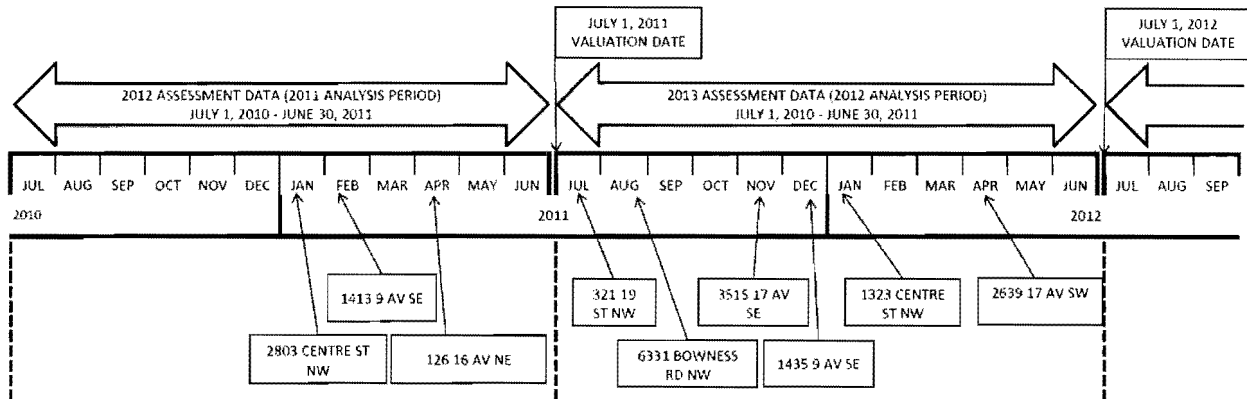 JULY 1, 2011
VALUATION DATE
JULY 1, 2012
VALUATION DATE
2012 ASSESSMENT DATA (2011 ANALYSIS PERIOD)
JULY 1, 2010 - JUNE 30, 2011
2013 ASSESSMENT DATA (2012 ANALYSIS PERIOD)
JULY 1, 2010 - JUNE 30, 2011
JUL AUG SEP OCT NOV DEC JAN FEB MAR APR MAY JUN JUL AUG SEP OCT NOV DEC JAN FEB MAR APR MAY JUN JUL AUG SEP
2010 2011 2012
1413 9 AV SE
2803 CENTRE ST
NW
126 16 AV NE
321 19
ST NW
6331 BOWNESS
RD NW
3515 17 AV
SE
1435 9 AV SE
1323 CENTRE
ST NW
2639 17 AV SW